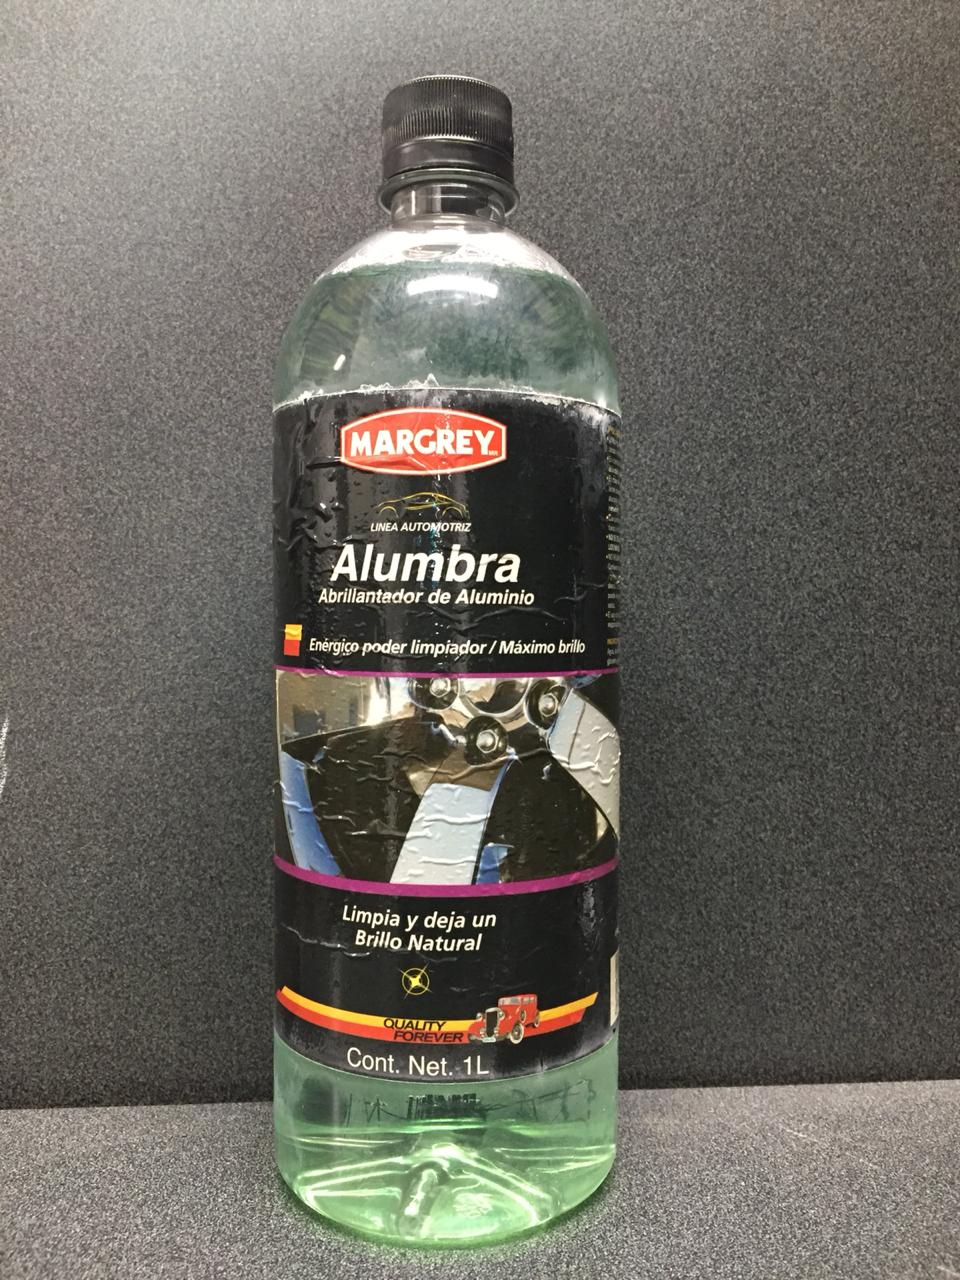 MARGREY MR
LINEA AUTOMOTRIZ
Alumbra
Abrillantador de Aluminio
Enérgico poder limpiador / Máximo brillo
Limpia y deja un
Brillo Natural
QUALITY
FOREVER
Cont. Net. 1L